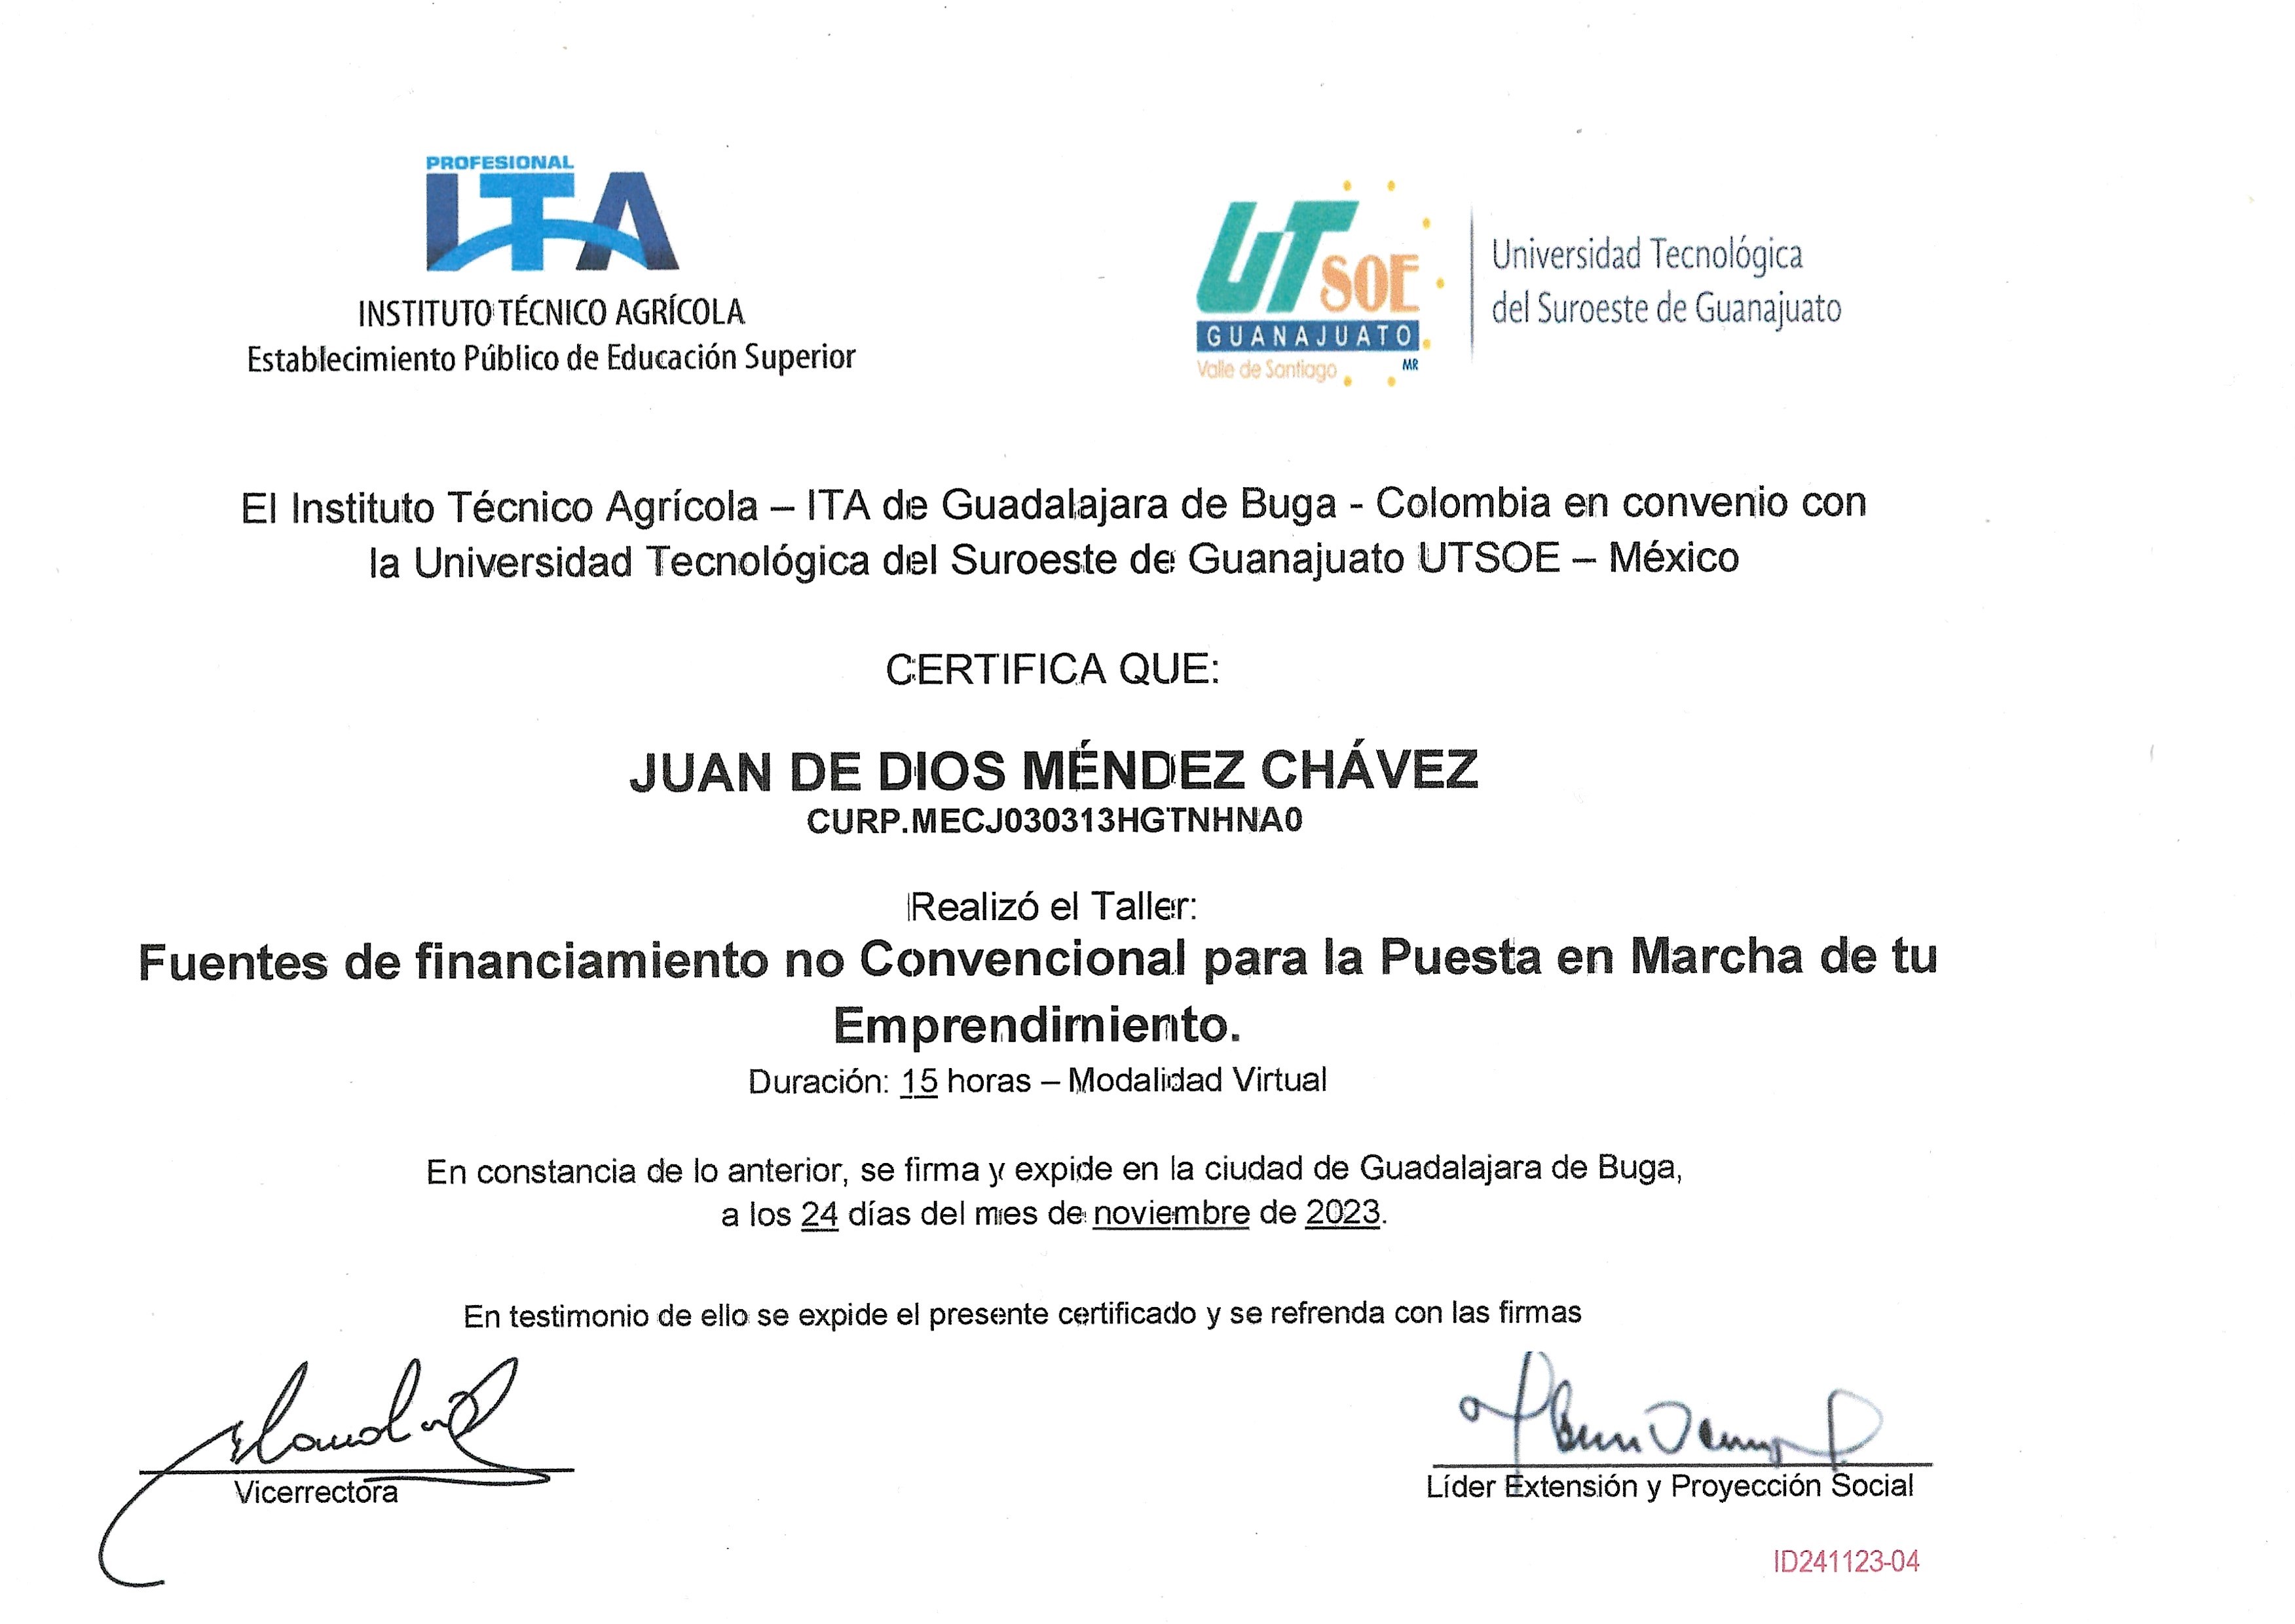 PROFESIONAL
ITA
INSTITUTO TÉCNICO AGRÍCOLA
Establecimiento Público de Educación Superior
UTSOE
GUANAJUATO
Valle de Santiago
MR
Universidad Tecnológica
del Suroeste de Guanajuato
El Instituto Técnico Agrícola – ITA de Guadalajara de Buga - Colombia en convenio con
la Universidad Tecnológica del Suroeste de Guanajuato UTSOE – México
CERTIFICA QUE:
JUAN DE DIOS MÉNDEZ CHÁVEZ
CURP.MECJ030313HGTNHNA0
Realizó el Taller:
Fuentes de financiamiento no Convencional para la Puesta en Marcha de tu
Emprendimiento.
Duración: 15 horas – Modalidad Virtual
En constancia de lo anterior, se firma y expide en la ciudad de Guadalajara de Buga,
a los 24 días del mes de noviembre de 2023.
En testimonio de ello se expide el presente certificado y se refrenda con las firmas
Vicerrectora
Líder Extensión y Proyección Social
ID241123-04